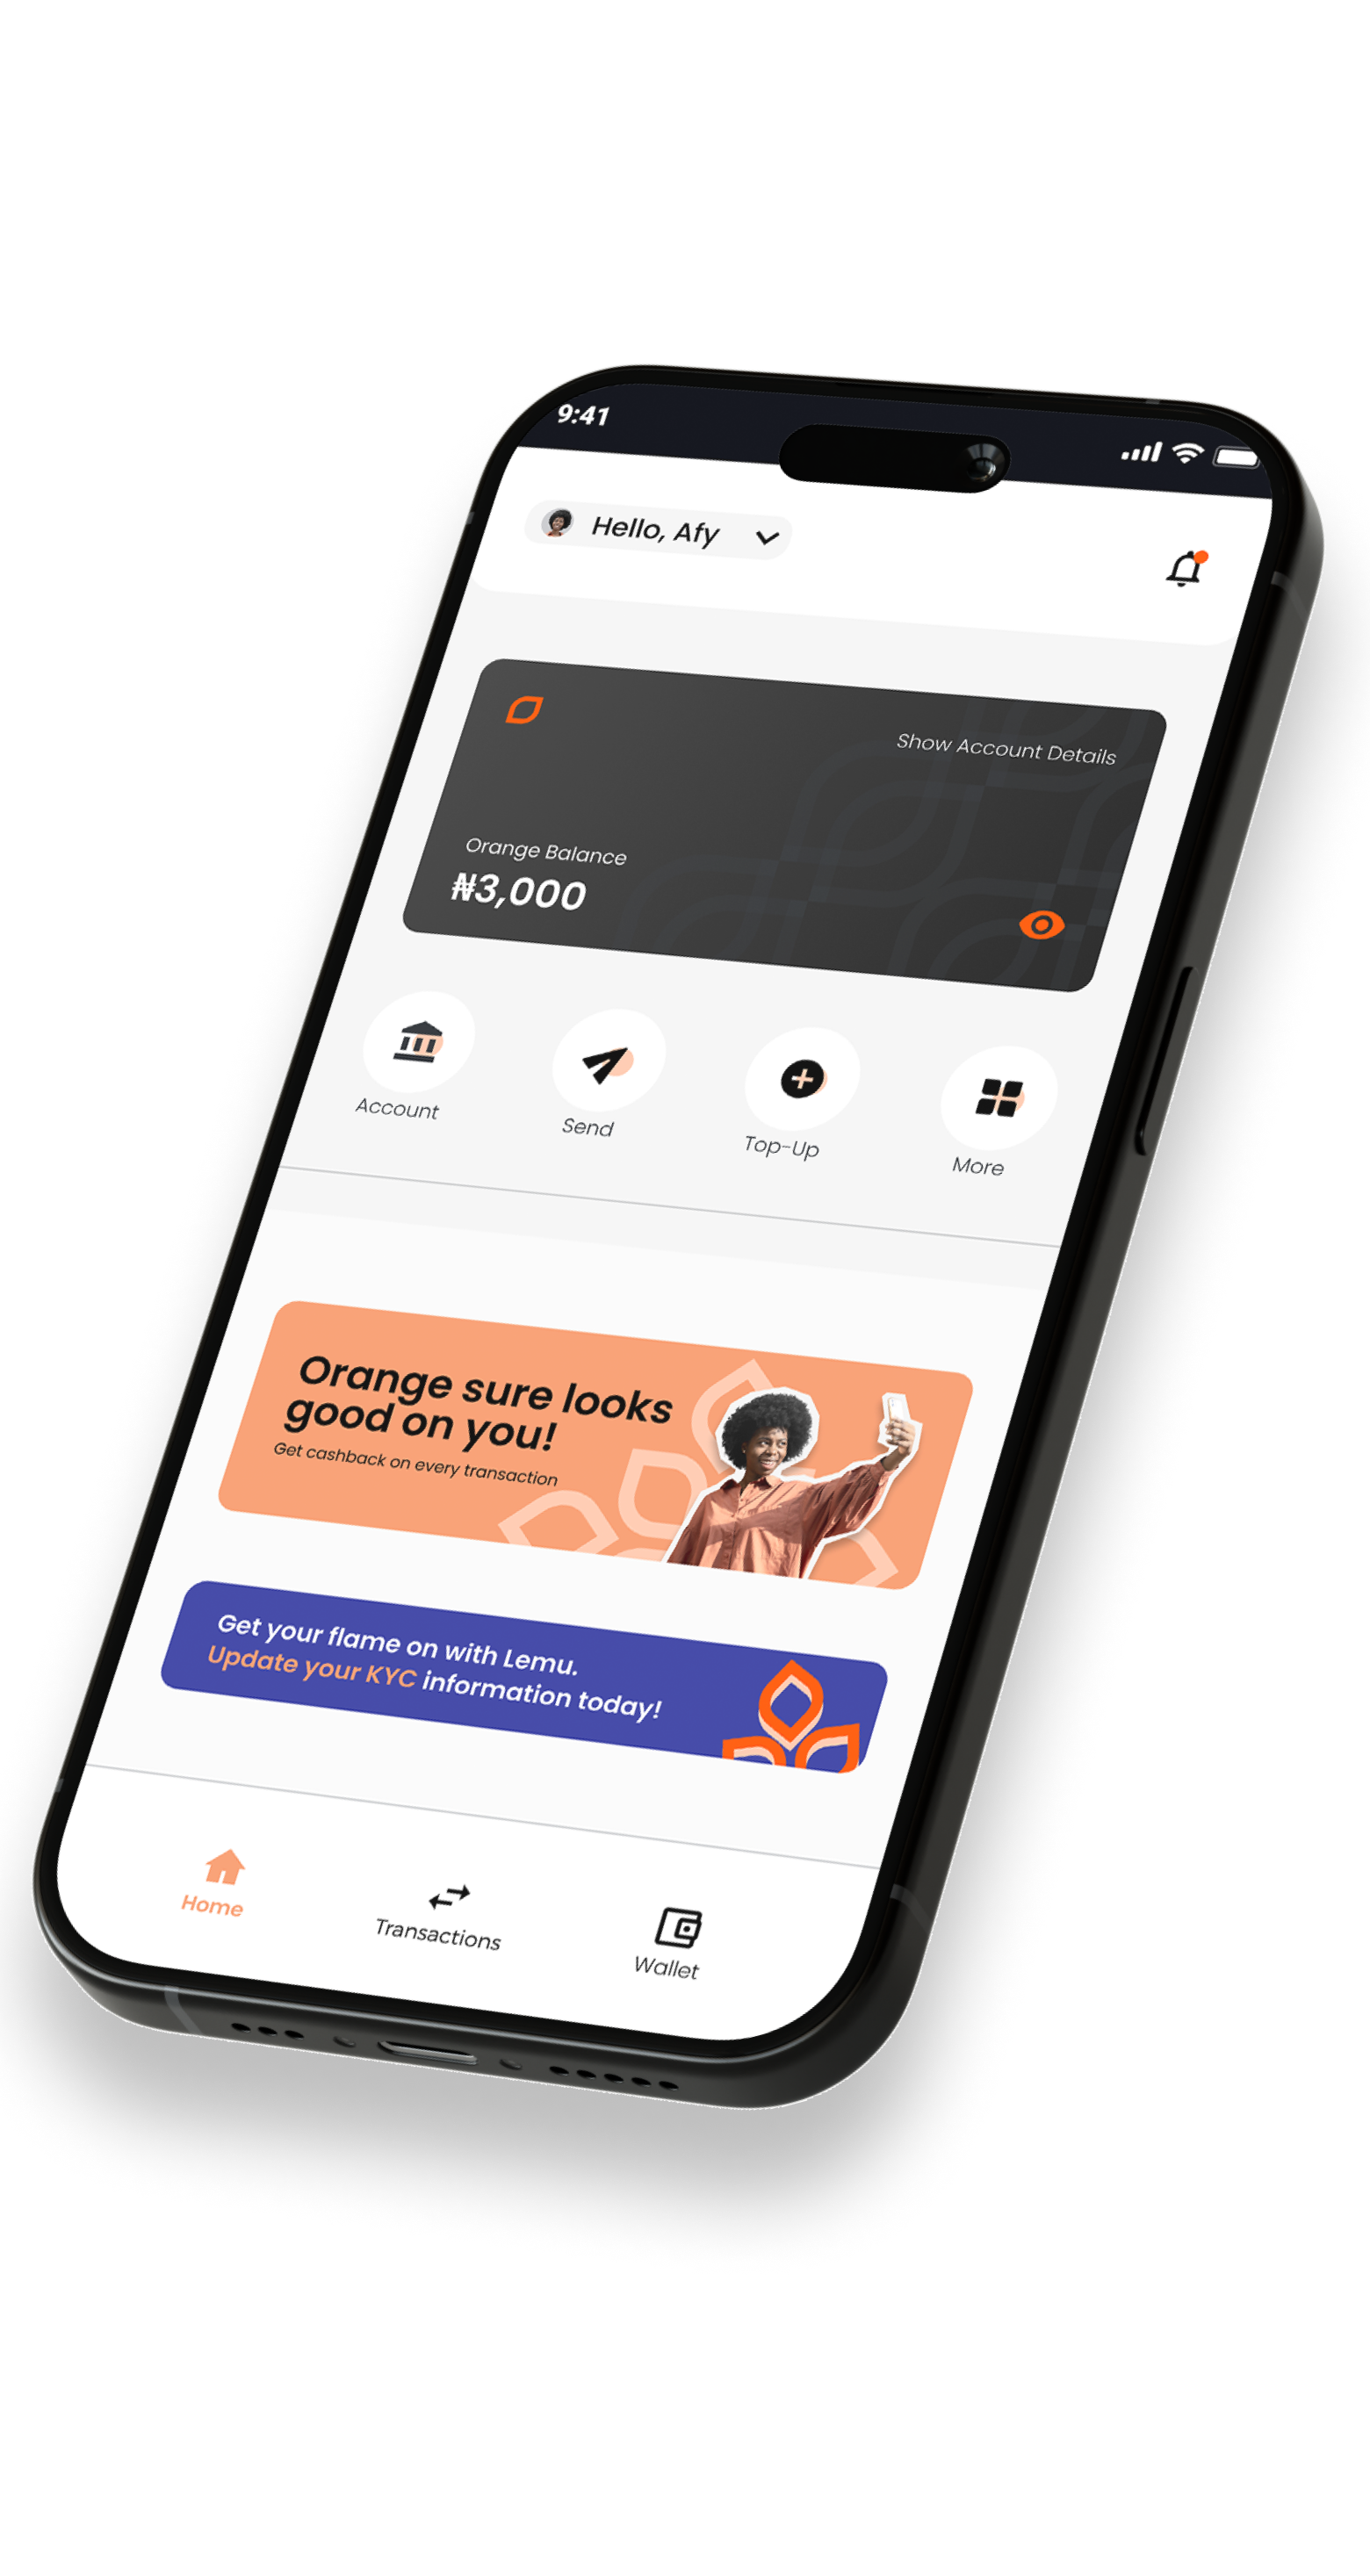 9:41
Hello, Afy
Show Account Details
Orange Balance
₦3,000
Account
Send
Top-Up
More
Orange sure looks
good on you!
Get cashback on every transaction
Get your flame on with Lemu.
Update your KYC information today!
Home
Transactions
Wallet